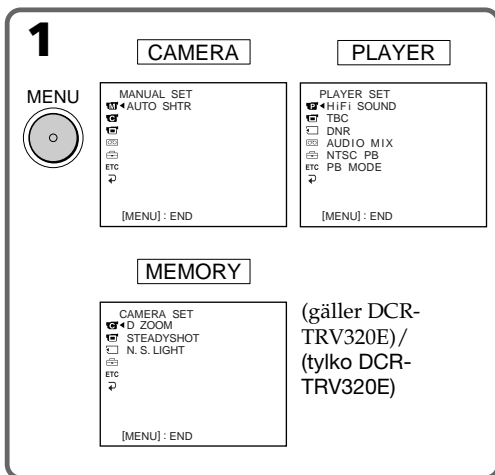 1
CAMERA
PLAYER
MENU
MANUAL SET
AUTO SHTR
ETC
[MENU] : END
PLAYER SET
HiFi SOUND
TBC
DNR
AUDIO MIX
NTSC PB
ETC PB MODE
[MENU] : END
MEMORY
CAMERA SET
D ZOOM
STEADYSHOT
N. S. LIGHT
ETC
[MENU] : END
(gäller DCR-
TRV320E)/
(tylko DCR-
TRV320E)